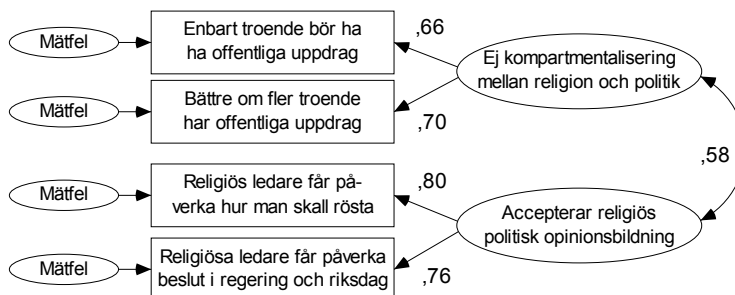 Mätfel
Enbart troende bör ha
ha offentliga uppdrag
,66
Ej kompartmentalisering
mellan religion och politik
Mätfel
Bättre om fler troende
har offentliga uppdrag
,70
,58
Mätfel
Religiös ledare får på-
verka hur man skall rösta
,80
Accepterar religiös
politisk opinionsbildning
Mätfel
Religiösa ledare får påverka
beslut i regering och riksdag
,76